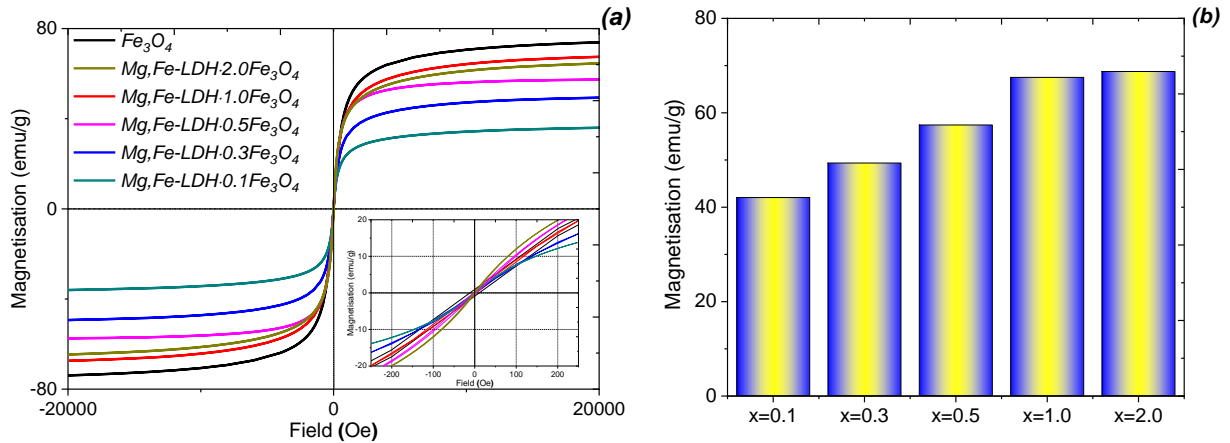 (a)
80
0
-80
Magnetisation (emu/g)
Fe₃O₄
Mg,Fe-LDH·2.0Fe₃O₄
Mg,Fe-LDH·1.0Fe₃O₄
Mg,Fe-LDH·0.5Fe₃O₄
Mg,Fe-LDH·0.3Fe₃O₄
Mg,Fe-LDH·0.1Fe₃O₄
20
10
0
-10
-20
Magnetisation (emu/g)
-200 -100 0 100 200
Field (Oe)
-20000 0 20000
Field (Oe)
(b)
80
60
40
20
0
Magnetisation (emu/g)
x=0.1 x=0.3 x=0.5 x=1.0 x=2.0